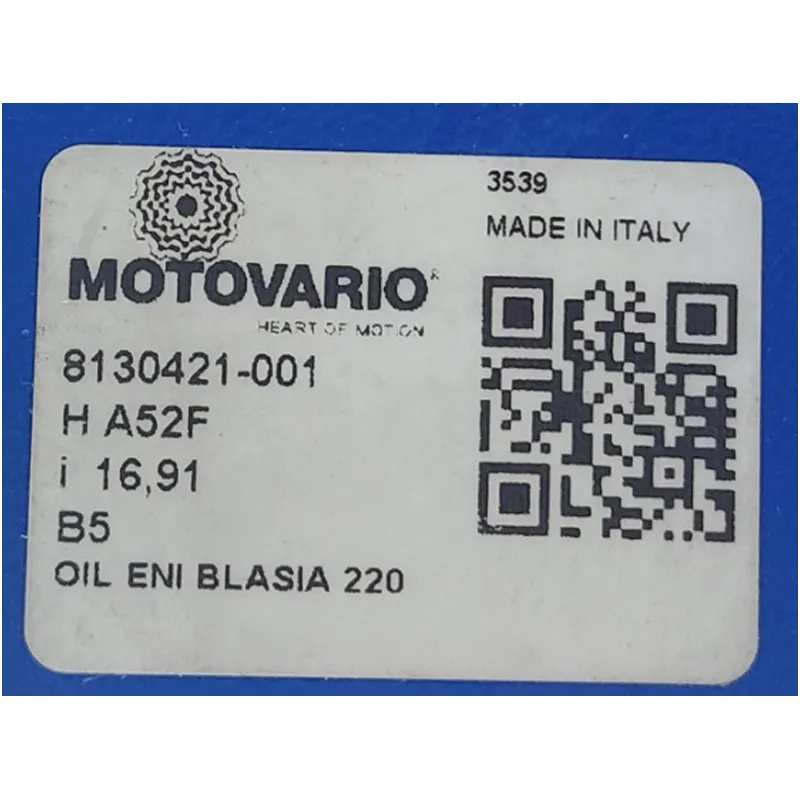 MOTOVARIO®
HEART OF MOTION
8130421-001
H A52F
i 16,91
B5
OIL ENI BLASIA 220
3539
MADE IN ITALY